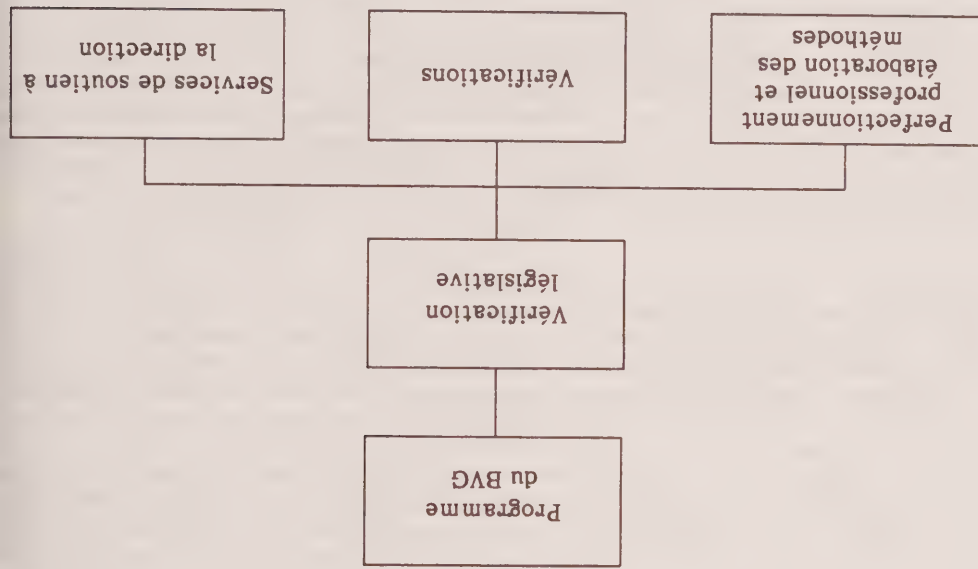 Programme
du BVG
Vérification
législative
Perfectionnement
professionnel et
élaboration des
méthodes
Vérifications
Services de soutien à
la direction